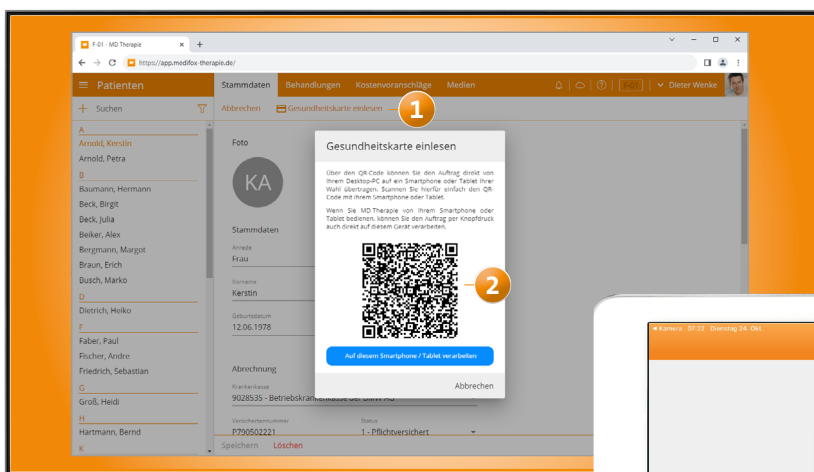 F-01 - MD Therapie
https://app.medifox-therapie.de/
Patienten
Stammdaten Behandlungen Kostenvoranschläge Medien
F-01 Dieter Wenke
Suchen
Abbrechen Gesundheitskarte einlesen
1
A
Arnold, Kerstin
Arnold, Petra
B
Baumann, Hermann
Beck, Birgit
Beck, Julia
Beiker, Alex
Bergmann, Margot
Braun, Erich
Busch, Marko
D
Dietrich, Heiko
F
Faber, Paul
Fischer, Andre
Friedrich, Sebastian
G
Groß, Heidi
H
Hartmann, Bernd
K
Foto
KA
Stammdaten
Anrede
Frau
Vorname
Kerstin
Geburtsdatum
12.06.1978
Abrechnung
Krankenkasse
9028535 - Betriebskrankenkasse der BMW AG
Versichertennummer Status
P790502221 1 - Pflichtversichert
Speichern Löschen
Gesundheitskarte einlesen
Über den QR-Code können Sie den Auftrag direkt von
Ihrem Desktop-PC auf ein Smartphone oder Tablet Ihrer
Wahl übertragen. Scannen Sie hierfür einfach den QR-
Code mit Ihrem Smartphone oder Tablet.
Wenn Sie MD Therapie von Ihrem Smartphone oder
Tablet bedienen, können Sie den Auftrag per Knopfdruck
auch direkt auf diesem Gerät verarbeiten.
2
Auf diesem Smartphone / Tablet verarbeiten
Abbrechen
Kamera 07:22 Dienstag 24. Okt.